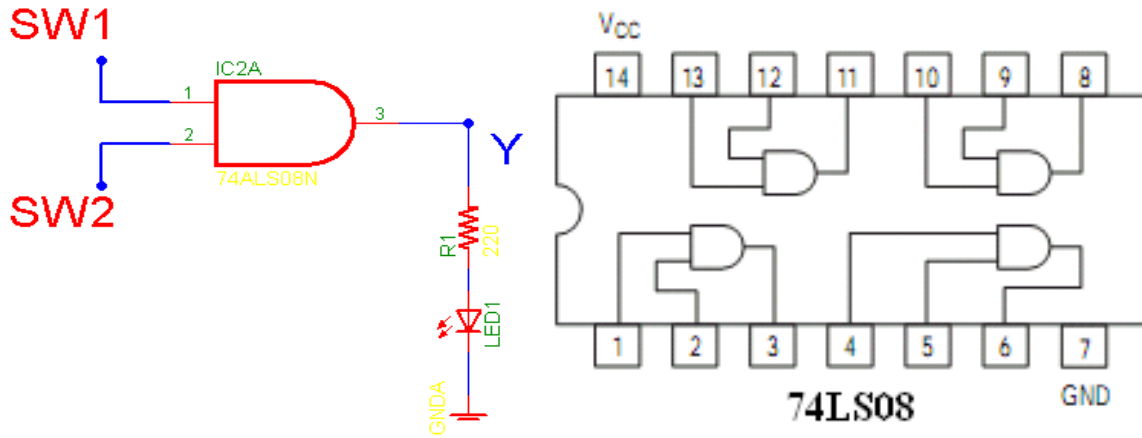 SW1
IC2A
1
2
3
74ALS08N
SW2
Y
R1
220
LED1
GNDA
VCC
14 13 12 11 10 9 8
1 2 3 4 5 6 7
GND
74LS08